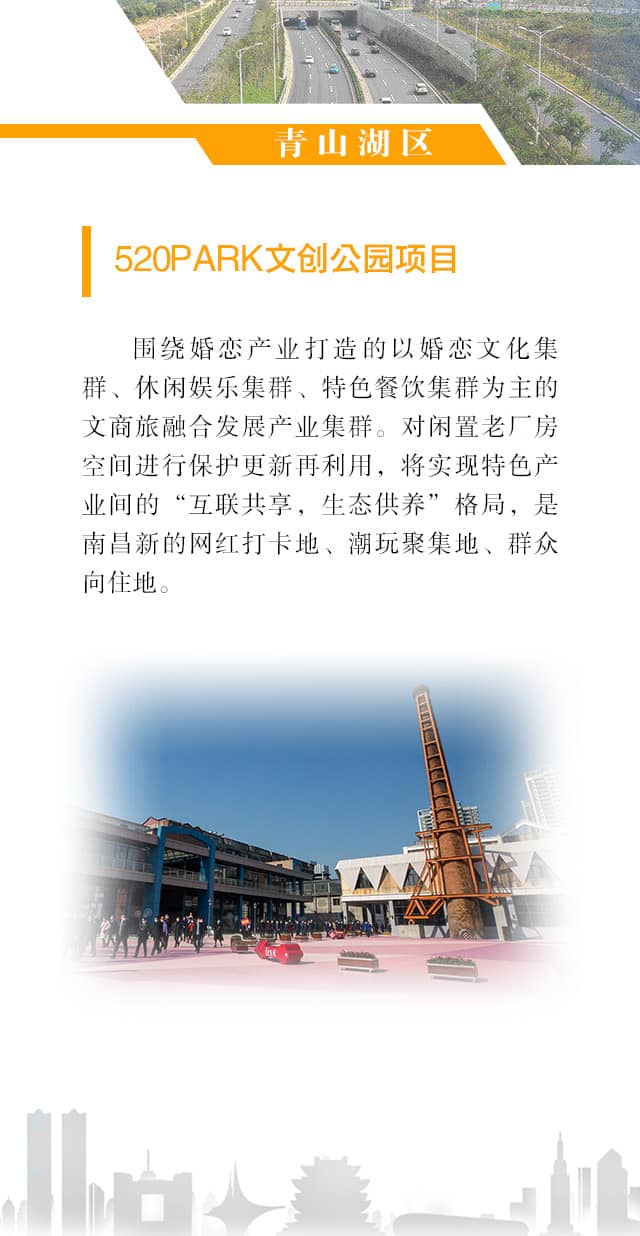 青山湖区
520PARK文创公园项目
围绕婚恋产业打造的以婚恋文化集
群、休闲娱乐集群、特色餐饮集群为主的
文商旅融合发展产业集群。对闲置老厂房
空间进行保护更新再利用，将实现特色产
业间的“互联共享，生态供养”格局，是
南昌新的网红打卡地、潮玩聚集地、群众
向住地。